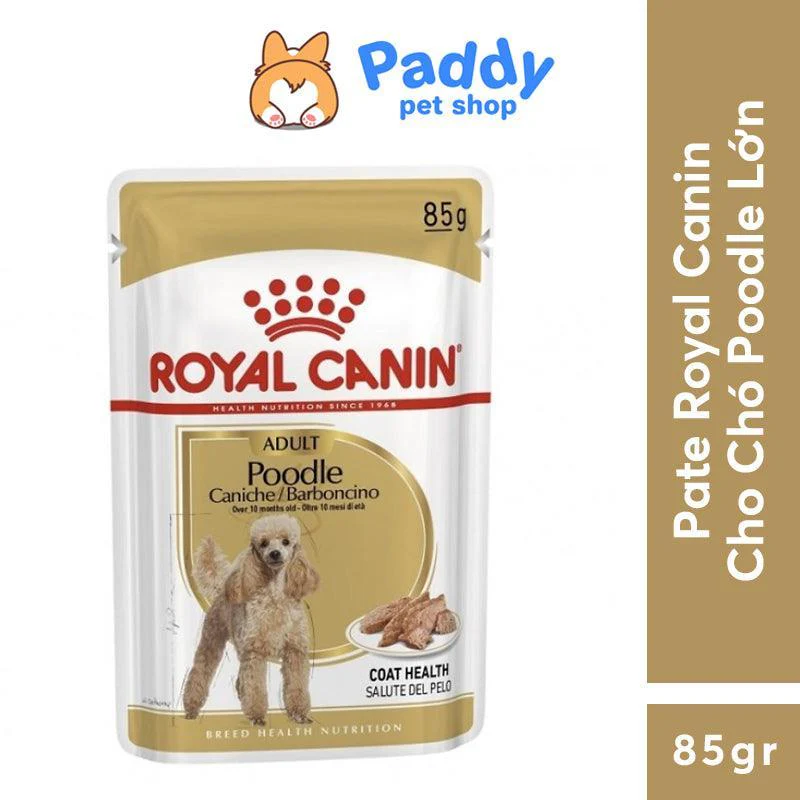 Paddy
pet shop
85g
ROYAL CANIN
HEALTH NUTRITION SINCE 1968
ADULT
Poodle
Caniche/Barboncino
Over 10 months old - Oltre 10 mesi di età
COAT HEALTH
SALUTE DEL PELO
BREED HEALTH NUTRITION
Pate Royal Canin
Cho Chó Poodle Lớn
85gr